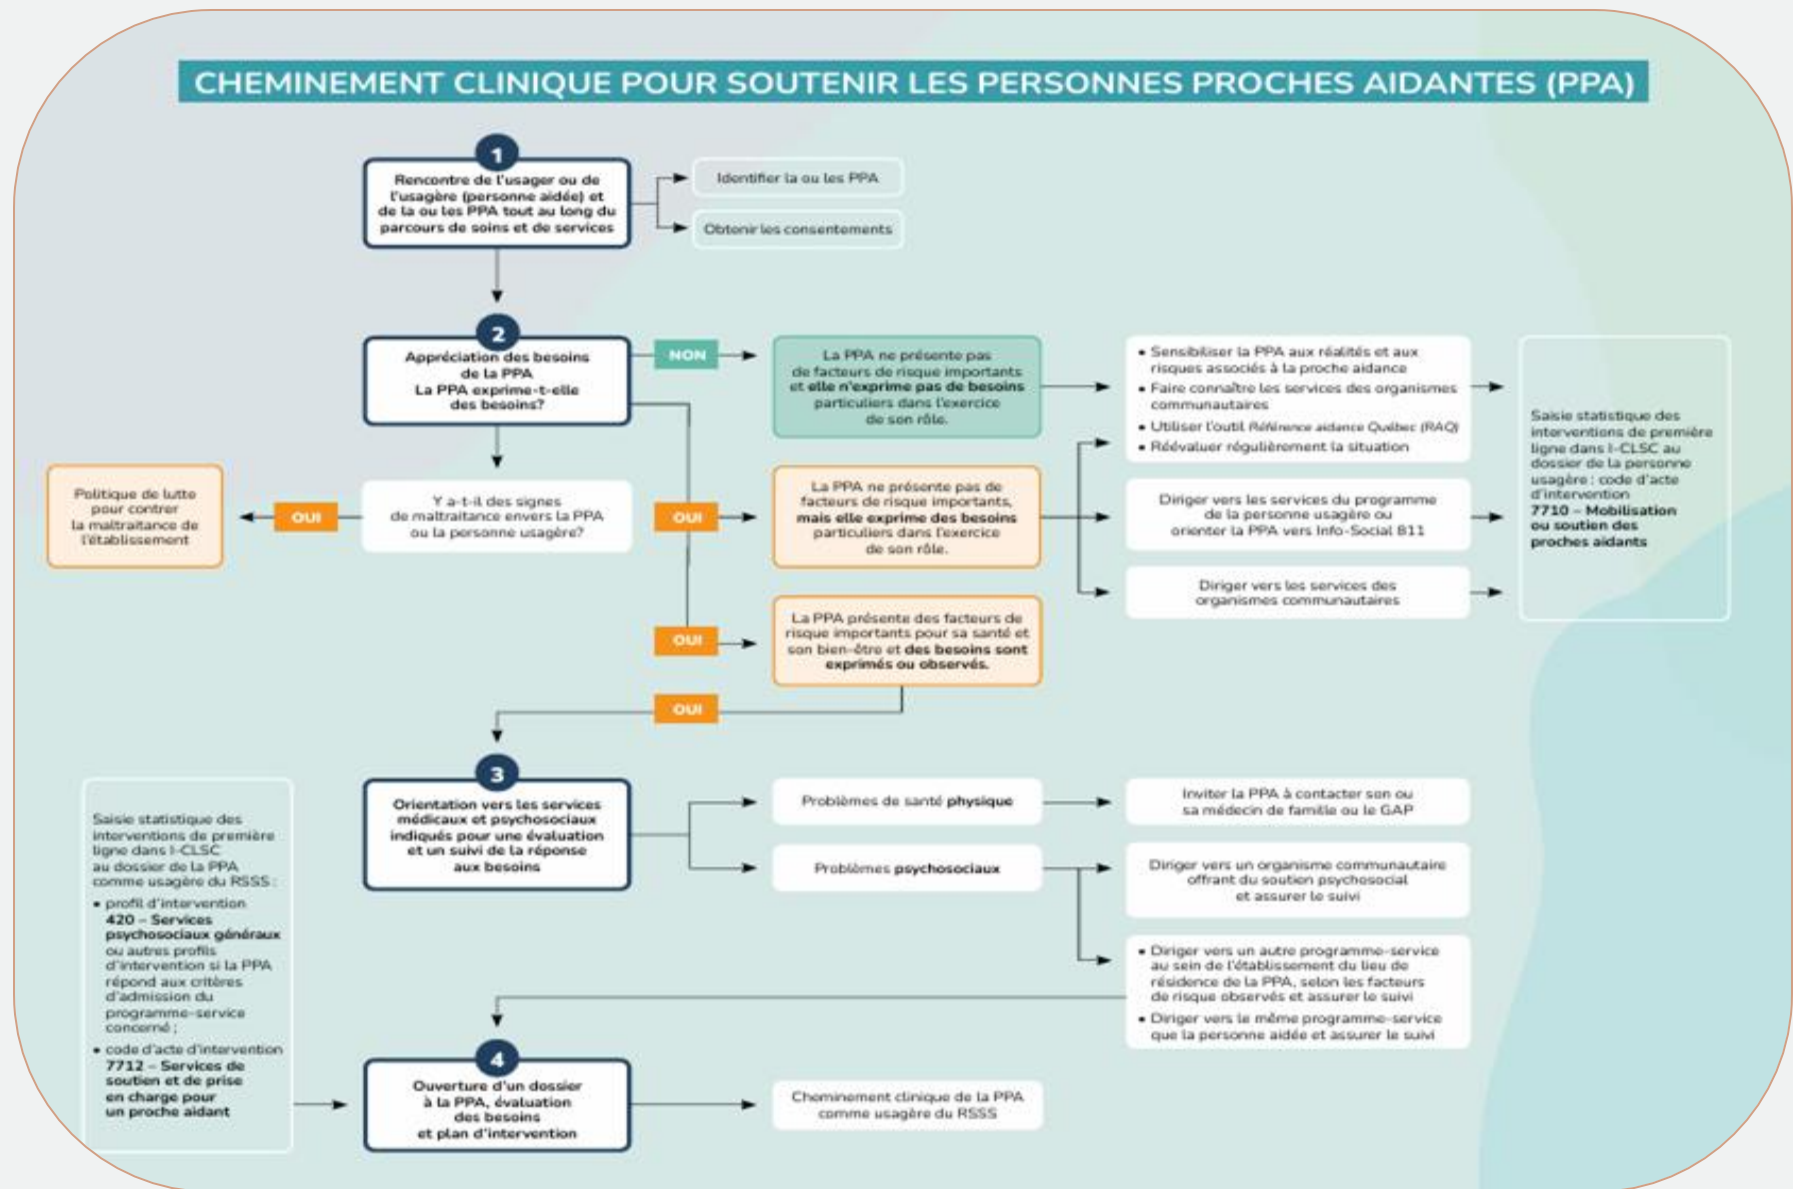 CHEMINEMENT CLINIQUE POUR SOUTENIR LES PERSONNES PROCHES AIDANTES (PPA)
1
Rencontre de l'usager ou de
l'usagère (personne aidée) et
de la ou les PPA tout au long du
parcours de soins et de services
Identifier la ou les PPA
Obtenir les consentements
2
Appréciation des besoins
de la PPA
La PPA exprime-t-elle
des besoins?
NON
La PPA ne présente pas
de facteurs de risque importants
et elle n'exprime pas de besoins
particuliers dans l'exercice
de son rôle.
• Sensibiliser la PPA aux réalités et aux
risques associés à la proche aidance
• Faire connaître les services des organismes
communautaires
• Utiliser l'outil Référence aidance Québec (RAQ)
• Réévaluer régulièrement la situation
Saisie statistique des
interventions de première
ligne dans I-CLSC au
dossier de la personne
usagère : code d'acte
d'intervention
7710 – Mobilisation
ou soutien des
proches aidants
Politique de lutte
pour contrer
la maltraitance de
l'établissement
OUI
Y a-t-il des signes
de maltraitance envers la PPA
ou la personne usagère?
OUI
La PPA ne présente pas de
facteurs de risque importants,
mais elle exprime des besoins
particuliers dans l'exercice
de son rôle.
Diriger vers les services du programme
de la personne usagère ou
orienter la PPA vers Info-Social 811
Diriger vers les services des
organismes communautaires
OUI
La PPA présente des facteurs de
risque importants pour sa santé et
son bien-être et des besoins sont
exprimés ou observés.
OUI
3
Orientation vers les services
médicaux et psychosociaux
indiqués pour une évaluation
et un suivi de la réponse
aux besoins
Problèmes de santé physique
Inviter la PPA à contacter son ou
sa médecin de famille ou le GAP
Problèmes psychosociaux
Diriger vers un organisme communautaire
offrant du soutien psychosocial
et assurer le suivi
• Diriger vers un autre programme-service
au sein de l'établissement du lieu de
résidence de la PPA, selon les facteurs
de risque observés et assurer le suivi
• Diriger vers le même programme-service
que la personne aidée et assurer le suivi
Saisie statistique des
interventions de première
ligne dans I-CLSC
au dossier de la PPA
comme usagère du RSSS :
• profil d'intervention
420 – Services
psychosociaux généraux
ou autres profils
d'intervention si la PPA
répond aux critères
d'admission du
programme-service
concerné ;
• code d'acte d'intervention
7712 – Services de
soutien et de prise
en charge pour
un proche aidant
4
Ouverture d'un dossier
à la PPA, évaluation
des besoins
et plan d'intervention
Cheminement clinique de la PPA
comme usagère du RSSS